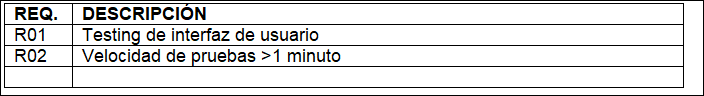 REQ. DESCRIPCIÓN
R01 Testing de interfaz de usuario
R02 Velocidad de pruebas >1 minuto